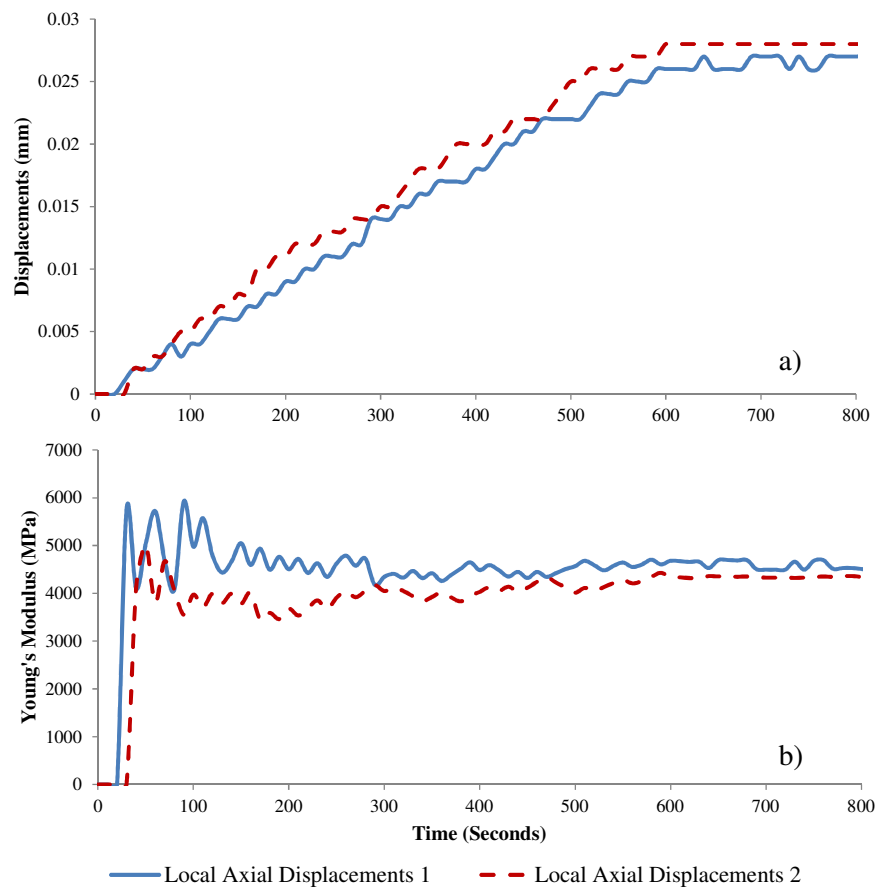 0.03
0.025
0.02
0.015
0.01
0.005
0
Displacements (mm)
a)
0 100 200 300 400 500 600 700 800
7000
6000
5000
4000
3000
2000
1000
0
Young's Modulus (MPa)
b)
0 100 200 300 400 500 600 700 800
Time (Seconds)
Local Axial Displacements 1 Local Axial Displacements 2